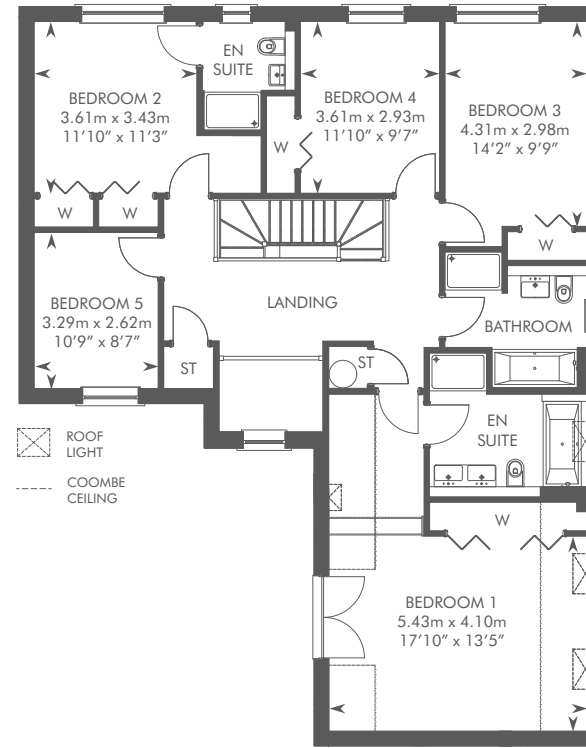 EN
SUITE
BEDROOM 2
3.61m x 3.43m
11’10” x 11’3”
BEDROOM 4
3.61m x 2.93m
11’10” x 9’7”
BEDROOM 3
4.31m x 2.98m
14’2” x 9’9”
W
W
W
W
BEDROOM 5
3.29m x 2.62m
10’9” x 8’7”
LANDING
BATHROOM
ST
ST
EN
SUITE
ROOF
LIGHT
COOMBE
CEILING
W
BEDROOM 1
5.43m x 4.10m
17’10” x 13’5”